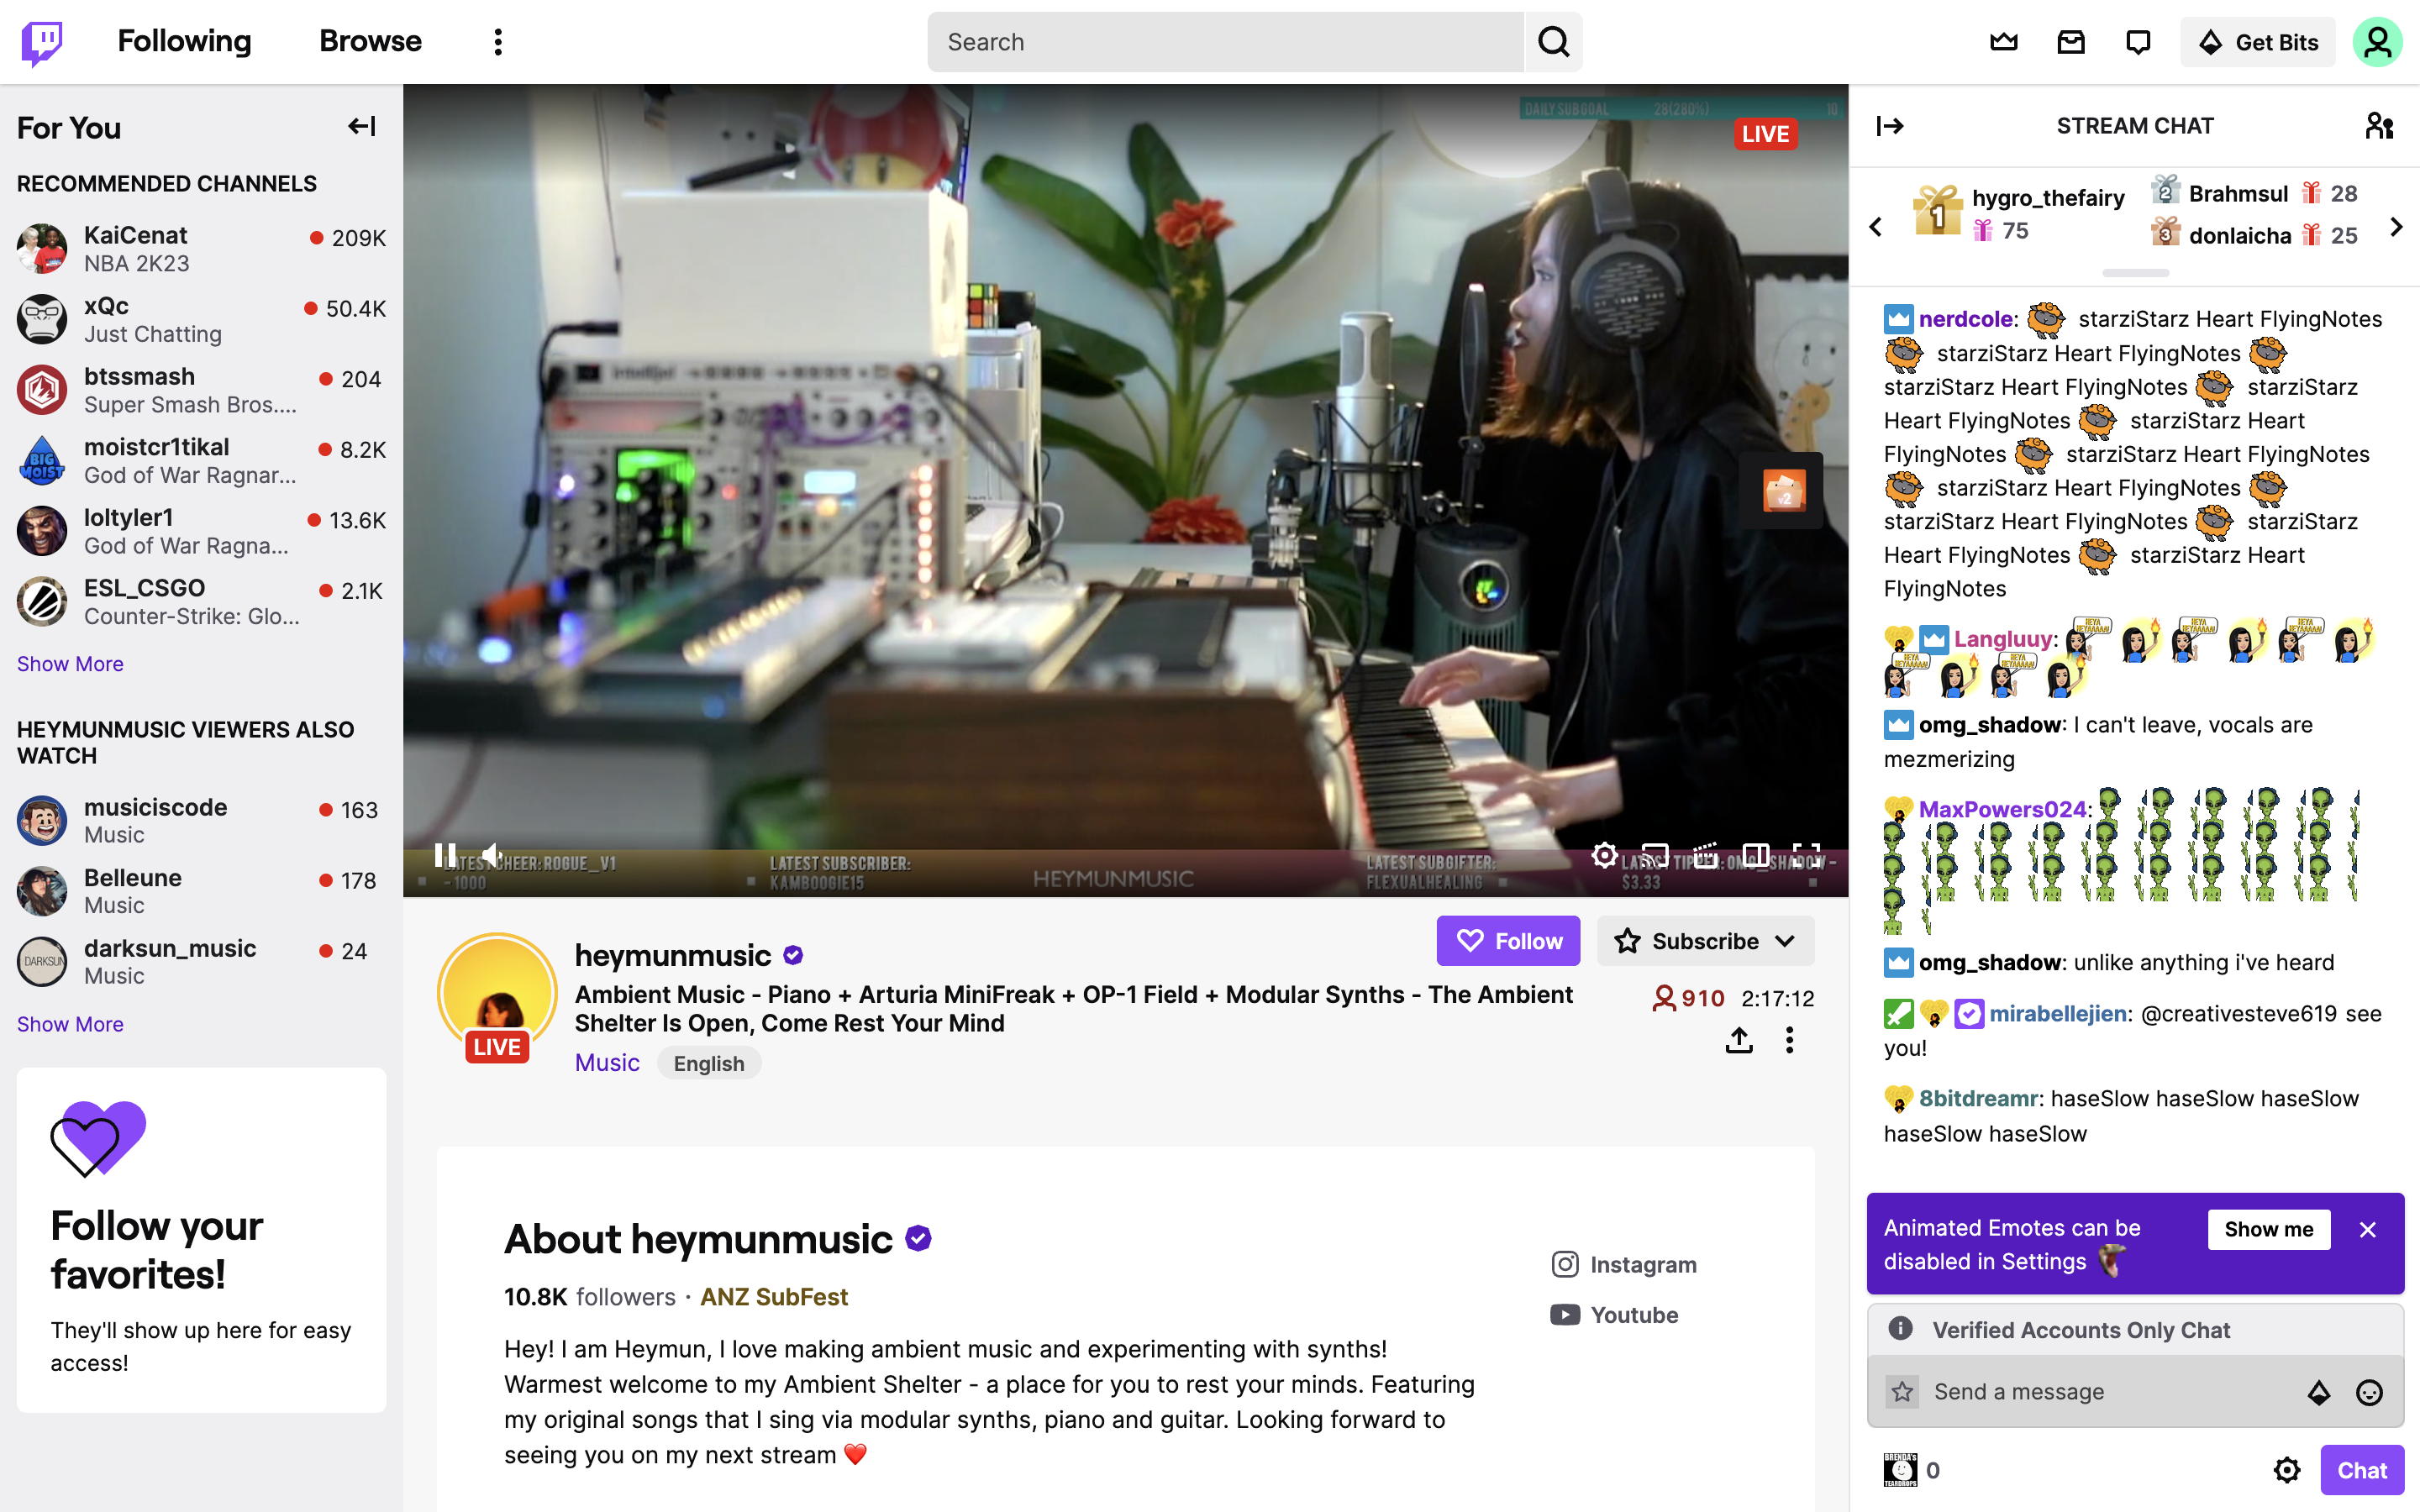 Following
Browse
Search
Get Bits
For You
RECOMMENDED CHANNELS
KaiCenat
209K
NBA 2K23
xQc
50.4K
Just Chatting
btssmash
204
Super Smash Bros....
moistcr1tikal
8.2K
God of War Ragnar...
loltyler1
13.6K
God of War Ragna...
ESL_CSGO
2.1K
Counter-Strike: Glo...
Show More
HEYMUNMUSIC VIEWERS ALSO
WATCH
musiciscode
163
Music
Belleune
178
Music
darksun_music
24
Music
Show More
BIG
MOIST
DARKSUN
Follow your
favorites!
They'll show up here for easy
access!
DAILY SUB GOAL 28(280%) 10
LIVE
v2
LATEST CHEER: ROGUE_V1
- 1000
LATEST SUBSCRIBER:
KAMBOOGIE15
HEYMUNMUSIC
LATEST SUBGIFTER:
FLEXUALHEALING
LATEST TIPPER: OMG_SHADOW -
$3.33
heymunmusic
Follow
Subscribe
Ambient Music - Piano + Arturia MiniFreak + OP-1 Field + Modular Synths - The Ambient
Shelter Is Open, Come Rest Your Mind
910 2:17:12
LIVE
Music
English
About heymunmusic
10.8K followers · ANZ SubFest
Hey! I am Heymun, I love making ambient music and experimenting with synths!
Warmest welcome to my Ambient Shelter - a place for you to rest your minds. Featuring
my original songs that I sing via modular synths, piano and guitar. Looking forward to
seeing you on my next stream ❤️
Instagram
Youtube
STREAM CHAT
1 hygro_thefairy
75
2 Brahmsul 28
3 donlaicha 25
nerdcole: starziStarz Heart FlyingNotes
starziStarz Heart FlyingNotes
starziStarz Heart FlyingNotes starziStarz
Heart FlyingNotes starziStarz Heart
FlyingNotes starziStarz Heart FlyingNotes
starziStarz Heart FlyingNotes
starziStarz Heart FlyingNotes starziStarz
Heart FlyingNotes starziStarz Heart
FlyingNotes
Langluuy:
omg_shadow: I can't leave, vocals are
mezmerizing
MaxPowers024:
omg_shadow: unlike anything i've heard
mirabellejien: @creativesteve619 see
you!
8bitdreamr: haseSlow haseSlow haseSlow
haseSlow haseSlow
Animated Emotes can be
disabled in Settings
Show me
Verified Accounts Only Chat
Send a message
BRENDA's
TEARDROPS
0
Chat